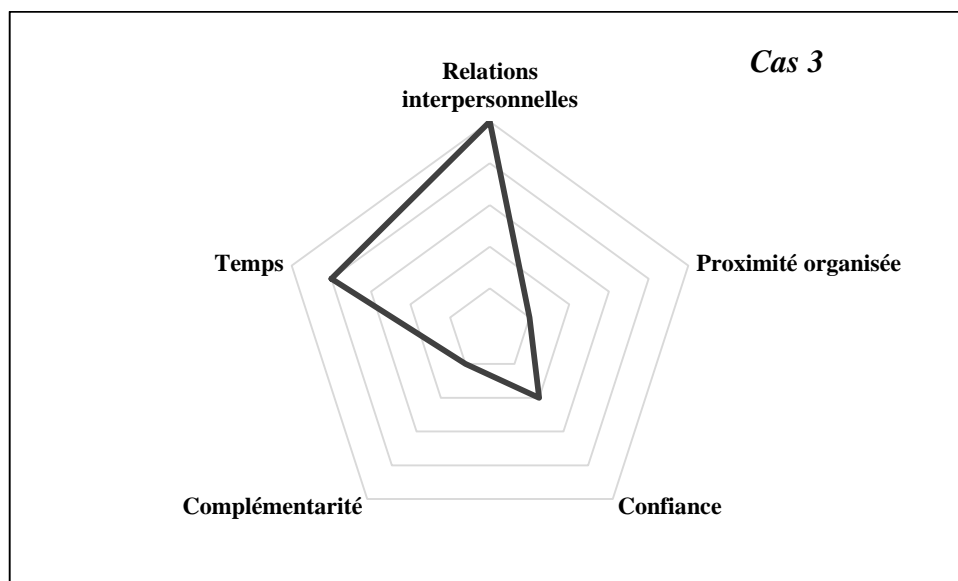 Cas 3
Relations
interpersonnelles
Temps
Proximité organisée
Complémentarité
Confiance